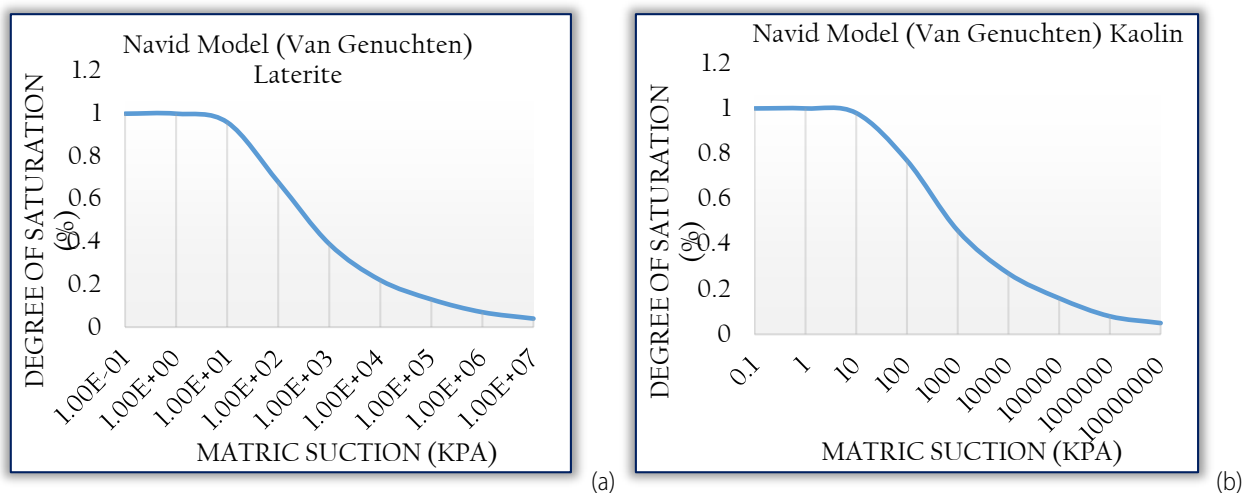 Navid Model (Van Genuchten)
Laterite
DEGREE OF SATURATION
(%)
1.2
1
0.8
0.6
0.4
0.2
0
1.00E-01
1.00E+00
1.00E+01
1.00E+02
1.00E+03
1.00E+04
1.00E+05
1.00E+06
1.00E+07
MATRIC SUCTION (KPA)
(a)
Navid Model (Van Genuchten) Kaolin
DEGREE OF SATURATION
(%)
1.2
1
0.8
0.6
0.4
0.2
0
0.1
1
10
100
1000
10000
100000
1000000
10000000
MATRIC SUCTION (KPA)
(b)